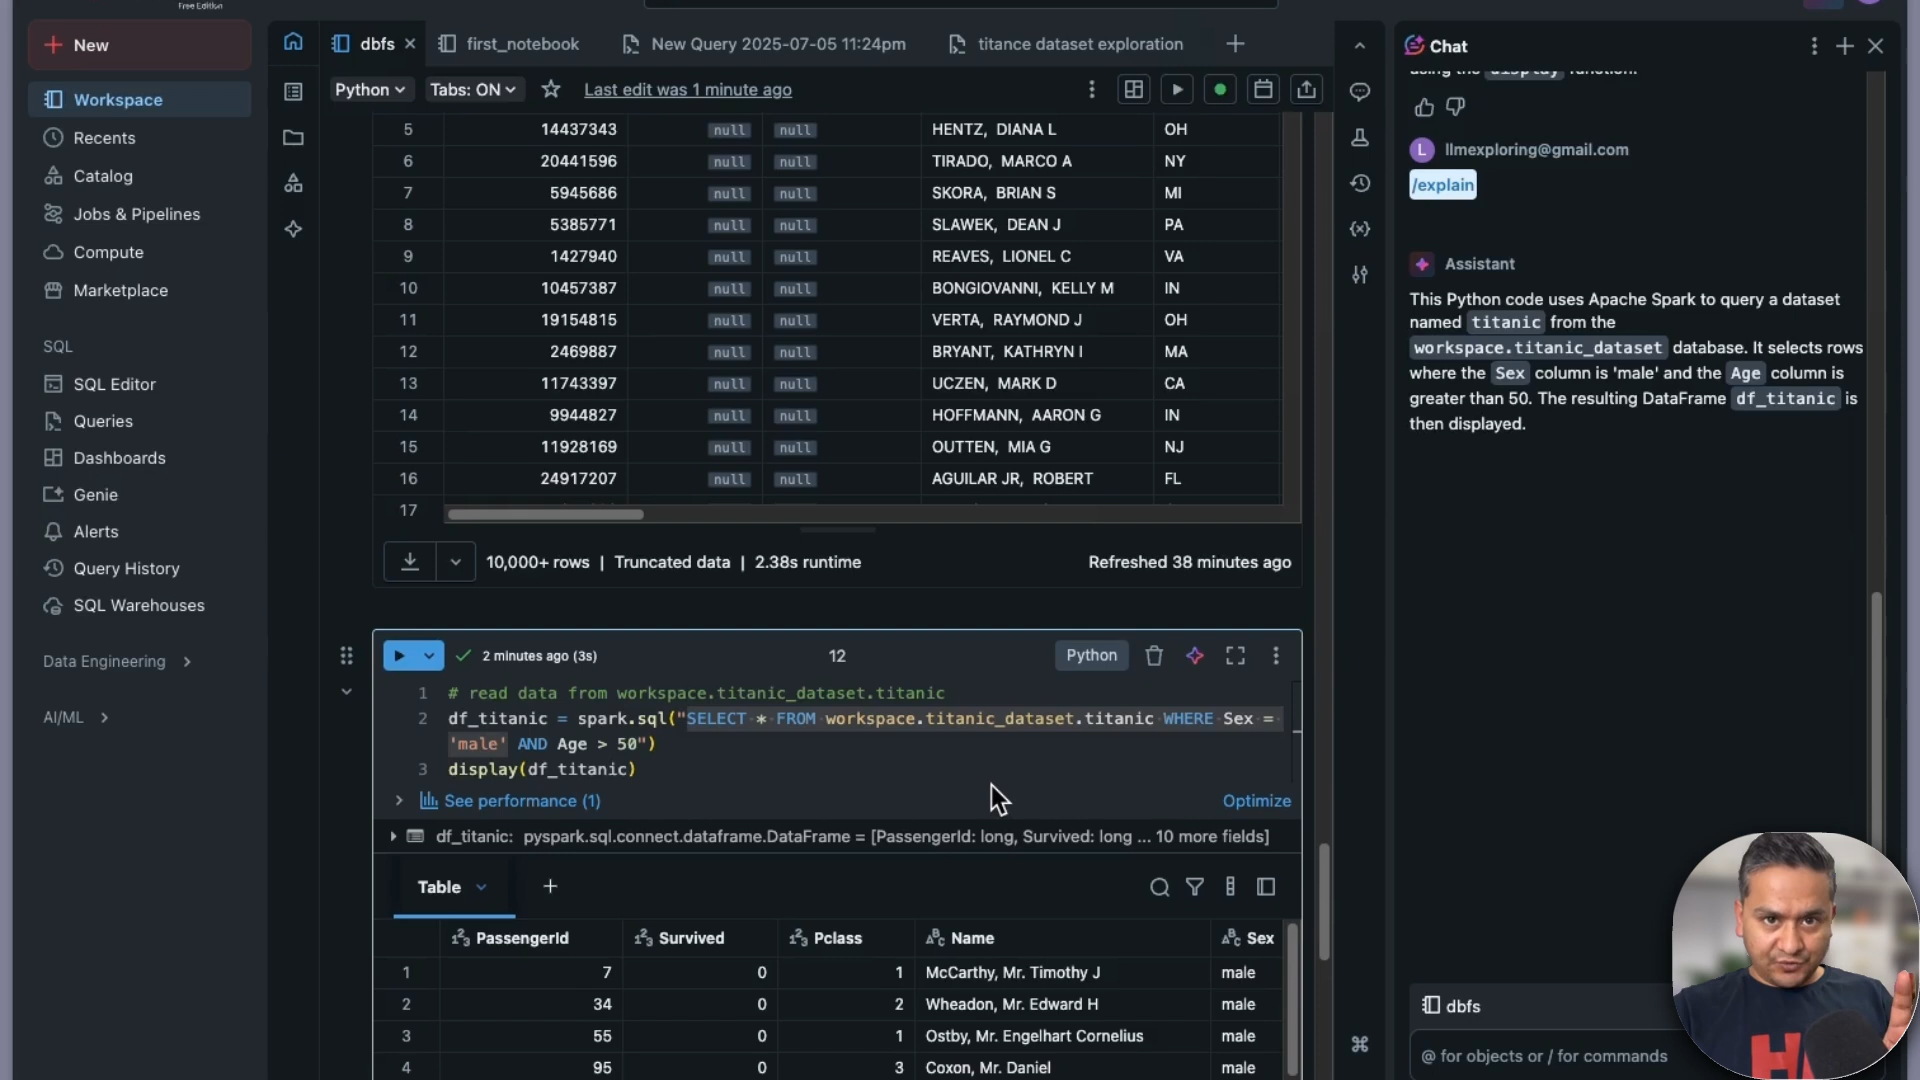 Free Edition
New
Workspace
Recents
Catalog
Jobs & Pipelines
Compute
Marketplace
SQL
SQL Editor
Queries
Dashboards
Genie
Alerts
Query History
SQL Warehouses
Data Engineering
AI/ML
dbfs
first_notebook
New Query 2025-07-05 11:24pm
titance dataset exploration
Python
Tabs: ON
Last edit was 1 minute ago
5 14437343 null null HENTZ, DIANA L OH
6 20441596 null null TIRADO, MARCO A NY
7 5945686 null null SKORA, BRIAN S MI
8 5385771 null null SLAWEK, DEAN J PA
9 1427940 null null REAVES, LIONEL C VA
10 10457387 null null BONGIOVANNI, KELLY M IN
11 19154815 null null VERTA, RAYMOND J OH
12 2469887 null null BRYANT, KATHRYN I MA
13 11743397 null null UCZEN, MARK D CA
14 9944827 null null HOFFMANN, AARON G IN
15 11928169 null null OUTTEN, MIA G NJ
16 24917207 null null AGUILAR JR, ROBERT FL
17
10,000+ rows | Truncated data | 2.38s runtime
Refreshed 38 minutes ago
2 minutes ago (3s)
12
Python
1 # read data from workspace.titanic_dataset.titanic
2 df_titanic = spark.sql("SELECT * FROM workspace.titanic_dataset.titanic WHERE Sex =
'male' AND Age > 50")
3 display(df_titanic)
See performance (1)
Optimize
df_titanic: pyspark.sql.connect.dataframe.DataFrame = [PassengerId: long, Survived: long ... 10 more fields]
Table
PassengerId Survived Pclass Name Sex
1 7 0 1 McCarthy, Mr. Timothy J male
2 34 0 2 Wheadon, Mr. Edward H male
3 55 0 1 Ostby, Mr. Engelhart Cornelius male
4 95 0 3 Coxon, Mr. Daniel male
Chat
using the display function.
L llmexploring@gmail.com
/explain
Assistant
This Python code uses Apache Spark to query a dataset
named titanic from the
workspace.titanic_dataset database. It selects rows
where the Sex column is 'male' and the Age column is
greater than 50. The resulting DataFrame df_titanic is
then displayed.
dbfs
@ for objects or / for commands